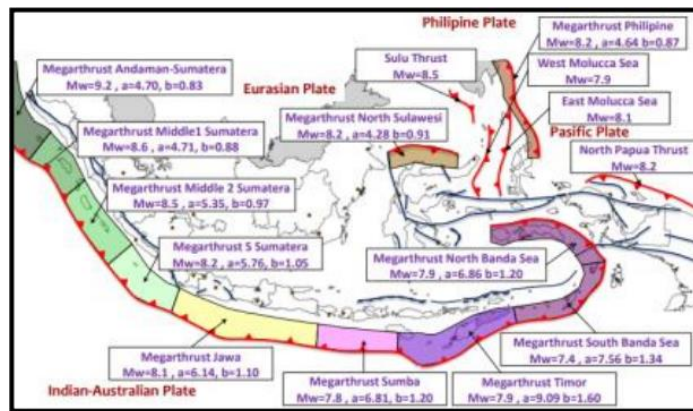 Philipine Plate
Megarthrust Philipine
Mw=8.2 , a=4.64 b=0.87
Sulu Thrust
Mw=8.5
West Molucca Sea
Mw=7.9
Megarthrust Andaman-Sumatera
Mw=9.2 , a=4.70, b=0.83
Eurasian Plate
East Molucca Sea
Mw=8.1
Megarthrust North Sulawesi
Mw=8.2 , a=4.28 b=0.91
Pasific Plate
Megarthrust Middle1 Sumatera
Mw=8.6 , a=4.71, b=0.88
North Papua Thrust
Mw=8.2
Megarthrust Middle 2 Sumatera
Mw=8.5, a=5.35, b=0.97
Megarthrust S Sumatera
Mw=8.2 , a=5.76, b=1.05
Megarthrust North Banda Sea
Mw=7.9 , a=6.86 b=1.20
Megarthrust South Banda Sea
Mw=7.4 , a=7.56 b=1.34
Megarthrust Jawa
Mw=8.1 , a=6.14, b=1.10
Indian-Australian Plate
Megarthrust Sumba
Mw=7.8 , a=6.81, b=1.20
Megarthrust Timor
Mw=7.9 , a=9.09 b=1.60